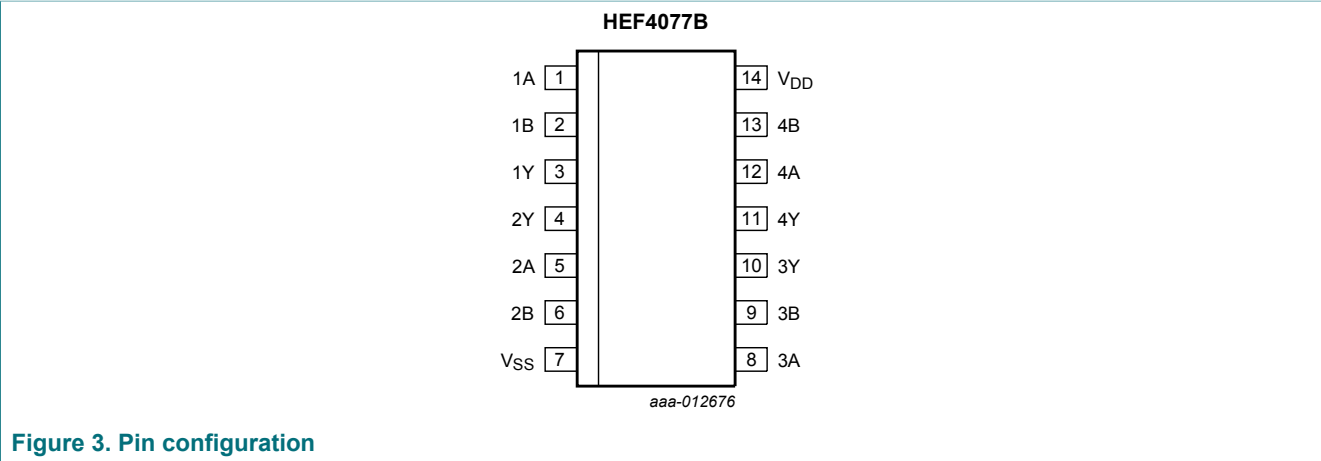 HEF4077B
1A 1 14 VDD
1B 2 13 4B
1Y 3 12 4A
2Y 4 11 4Y
2A 5 10 3Y
2B 6 9 3B
VSS 7 8 3A
aaa-012676
Figure 3. Pin configuration